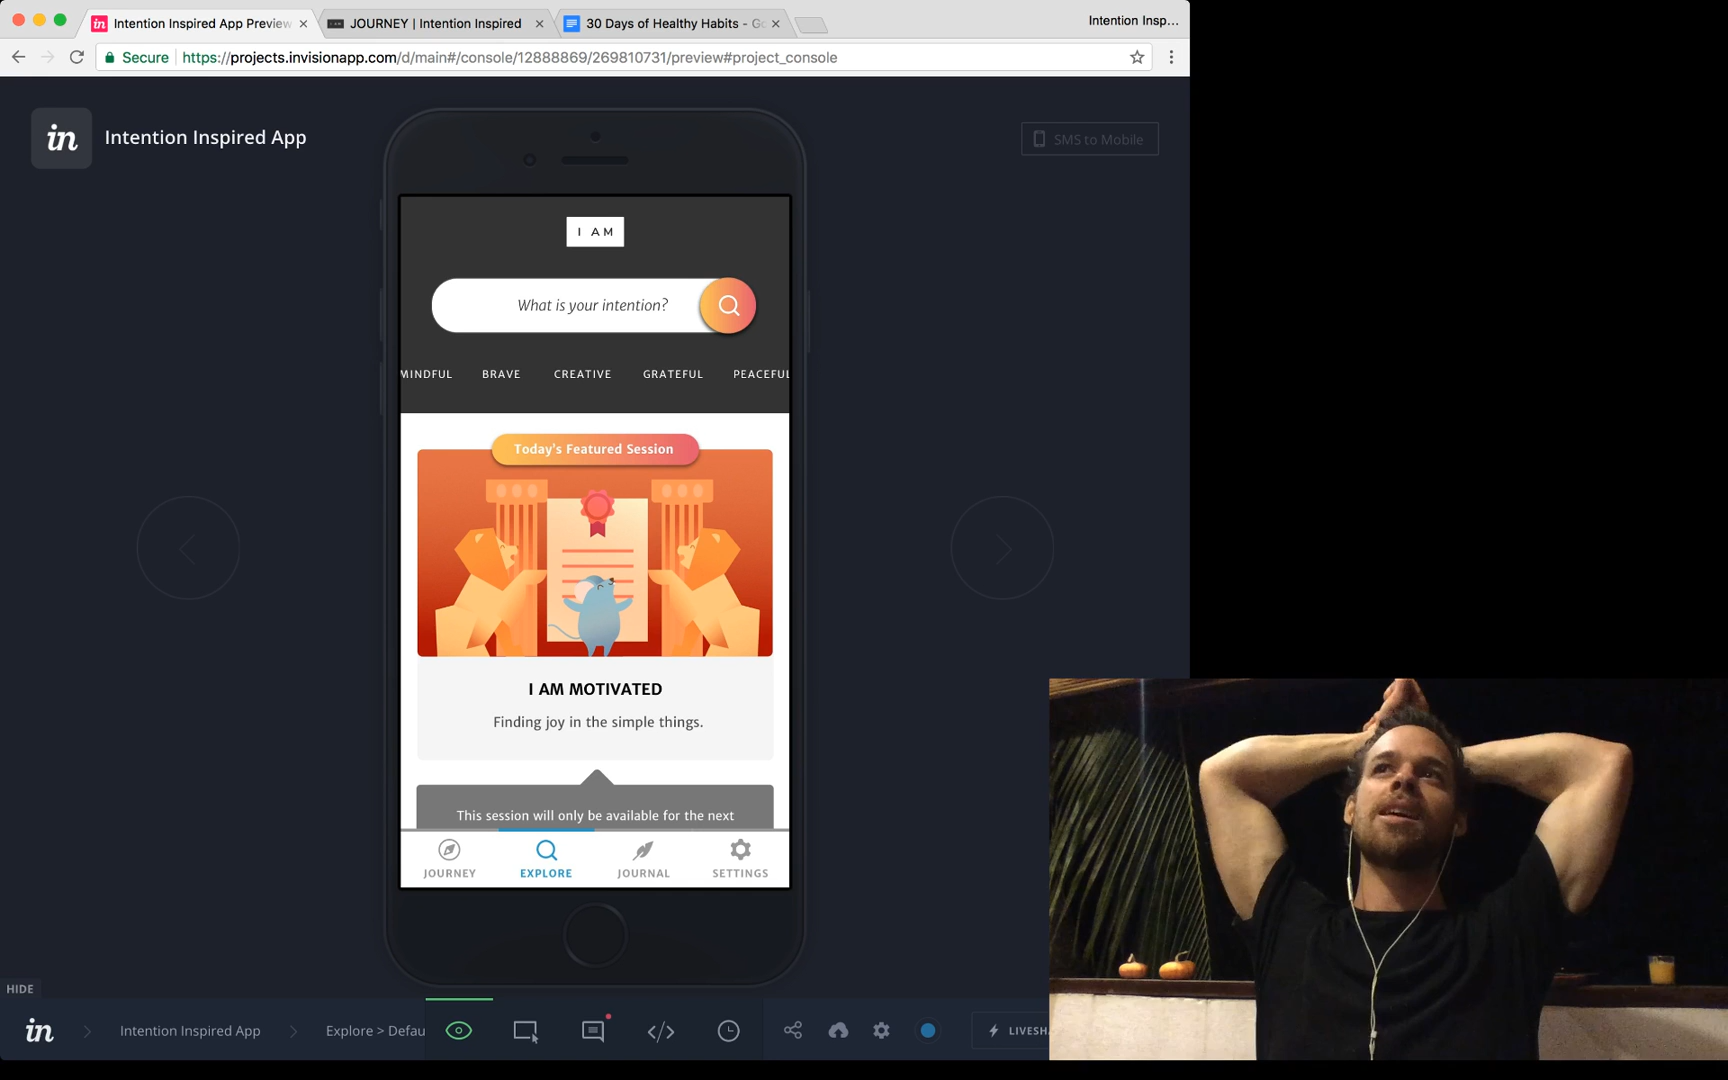 Intention Inspired App Preview
JOURNEY | Intention Inspired
30 Days of Healthy Habits - Go
Intention Insp...
Secure
https://projects.invisionapp.com/d/main#/console/12888869/269810731/preview#project_console
in
Intention Inspired App
SMS to Mobile
I AM
What is your intention?
MINDFUL BRAVE CREATIVE GRATEFUL PEACEFUL
Today's Featured Session
I AM MOTIVATED
Finding joy in the simple things.
This session will only be available for the next
JOURNEY EXPLORE JOURNAL SETTINGS
HIDE
in
Intention Inspired App
Explore > Defau
LIVESHA